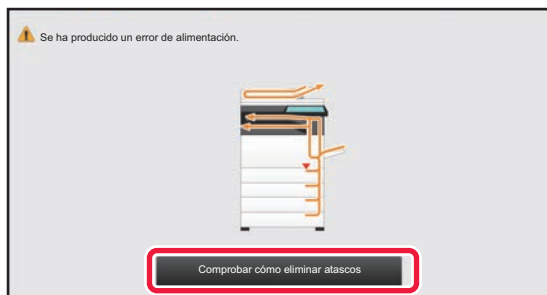 Se ha producido un error de alimentación.
Comprobar cómo eliminar atascos